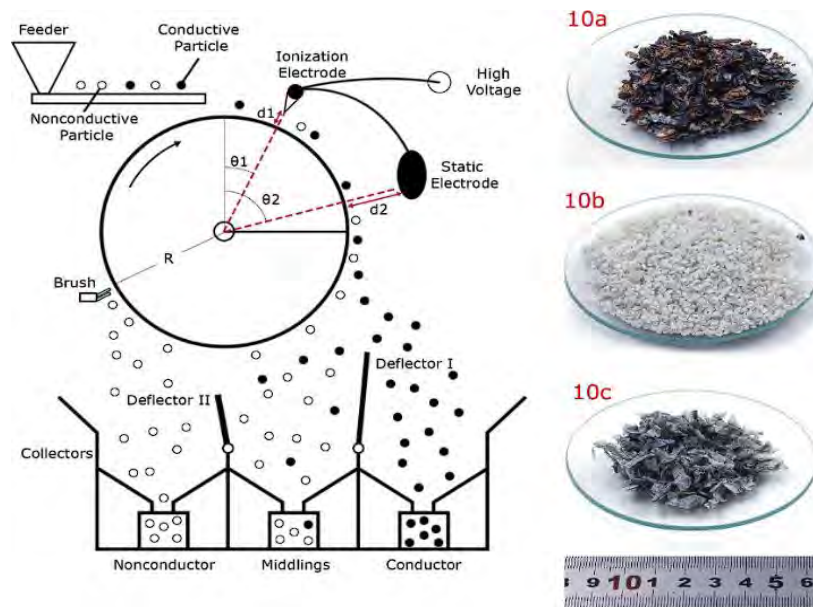 Feeder
Conductive
Particle
Nonconductive
Particle
Ionization
Electrode
High
Voltage
d1
θ1
θ2
Static
Electrode
d2
R
Brush
Deflector I
Deflector II
Collectors
Nonconductor
Middlings
Conductor
10a
10b
10c
9 10 1 2 3 4 5 6